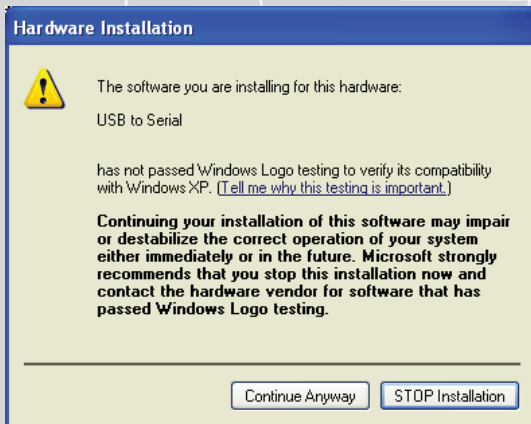 Hardware Installation
The software you are installing for this hardware:
USB to Serial
has not passed Windows Logo testing to verify its compatibility
with Windows XP. (Tell me why this testing is important.)
Continuing your installation of this software may impair
or destabilize the correct operation of your system
either immediately or in the future. Microsoft strongly
recommends that you stop this installation now and
contact the hardware vendor for software that has
passed Windows Logo testing.
Continue Anyway
STOP Installation